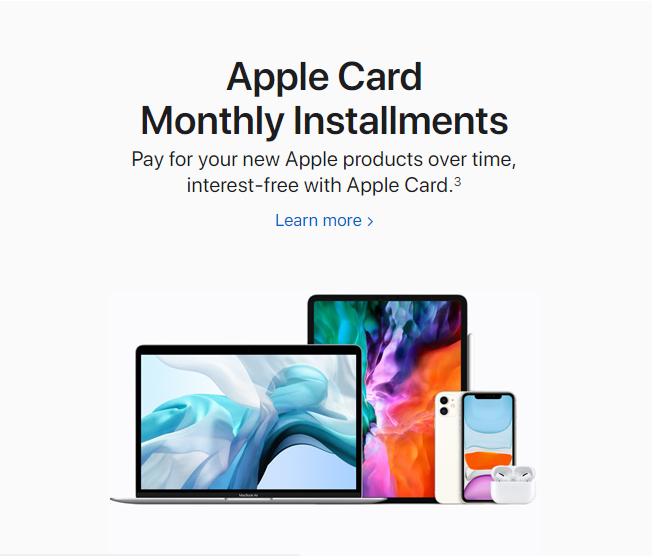 Apple Card
Monthly Installments
Pay for your new Apple products over time,
interest-free with Apple Card.³
Learn more >
MacBook Air